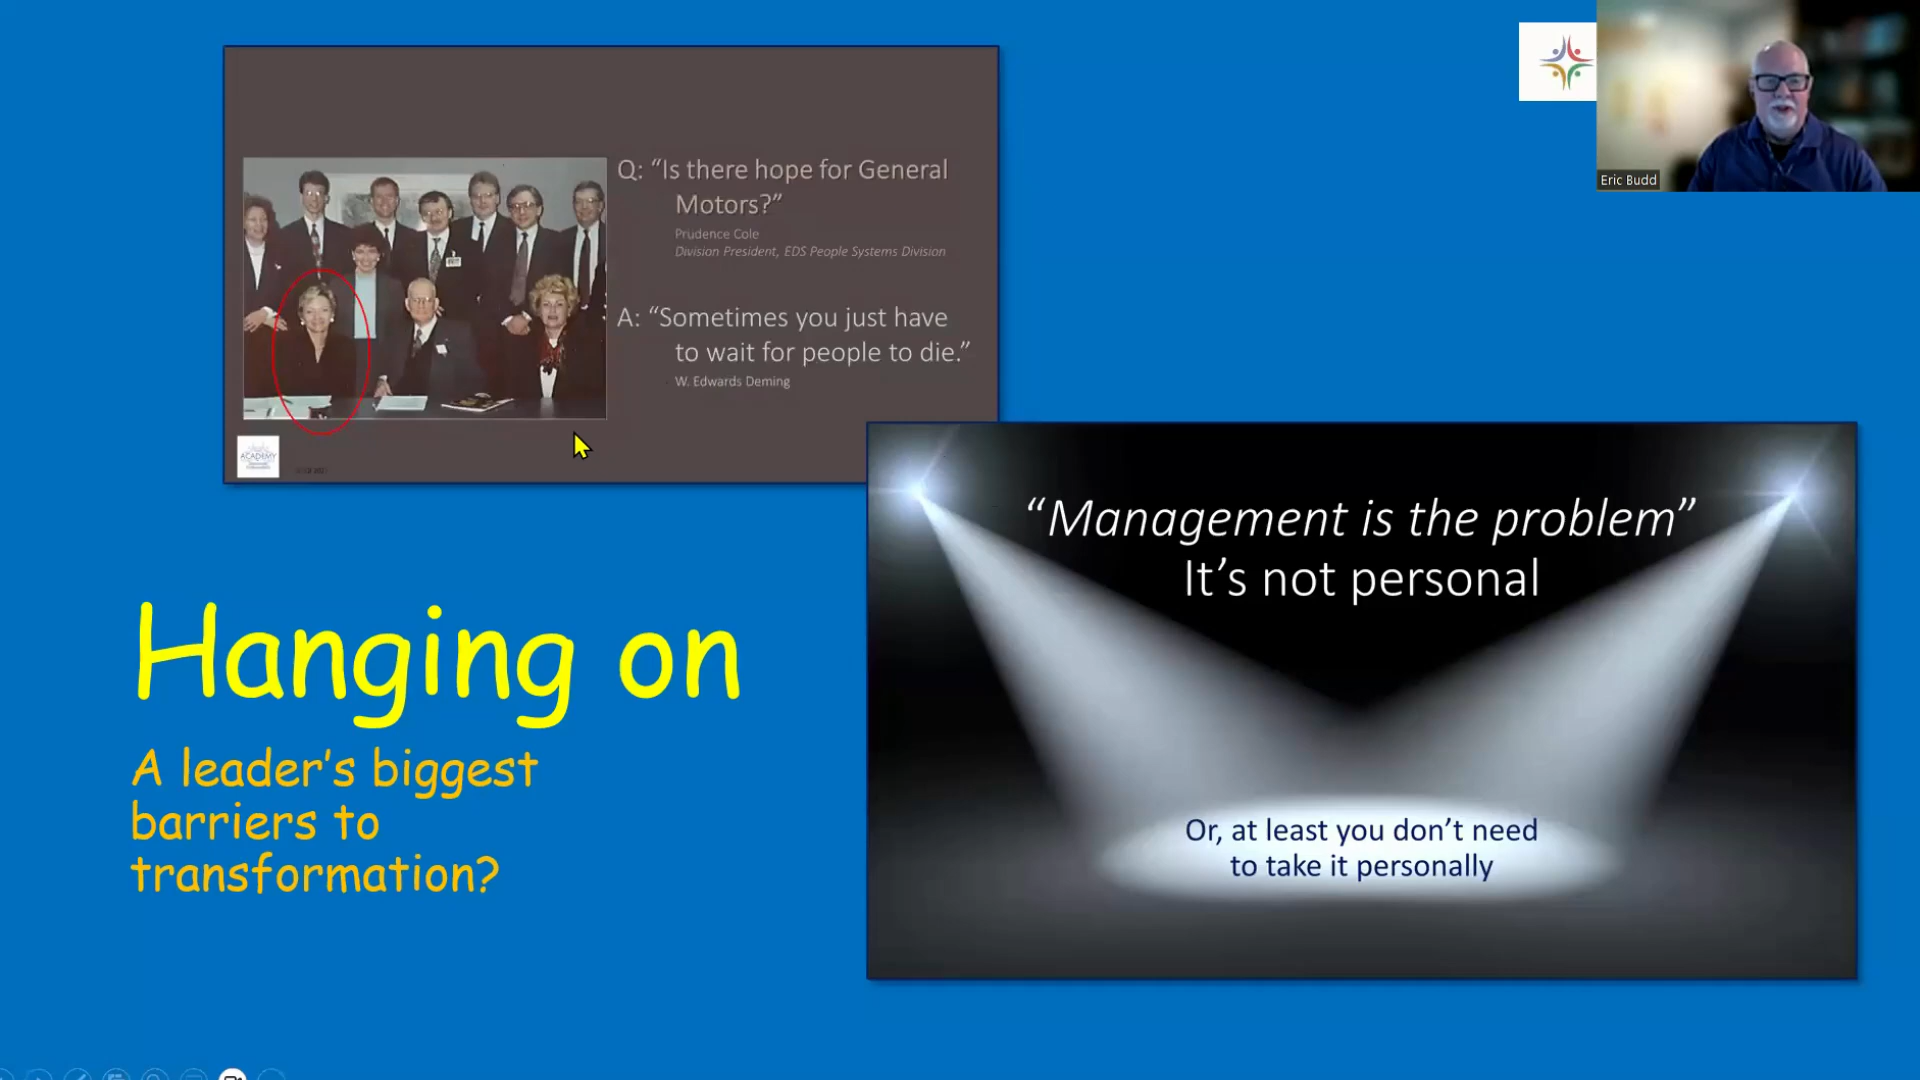 Q: “Is there hope for General
Motors?”
Prudence Cole
Division President, EDS People Systems Division
A: “Sometimes you just have
to wait for people to die.”
W. Edwards Deming
ACADEMY
Eric Budd
“Management is the problem”
It’s not personal
Or, at least you don’t need
to take it personally
Hanging on
A leader’s biggest
barriers to
transformation?